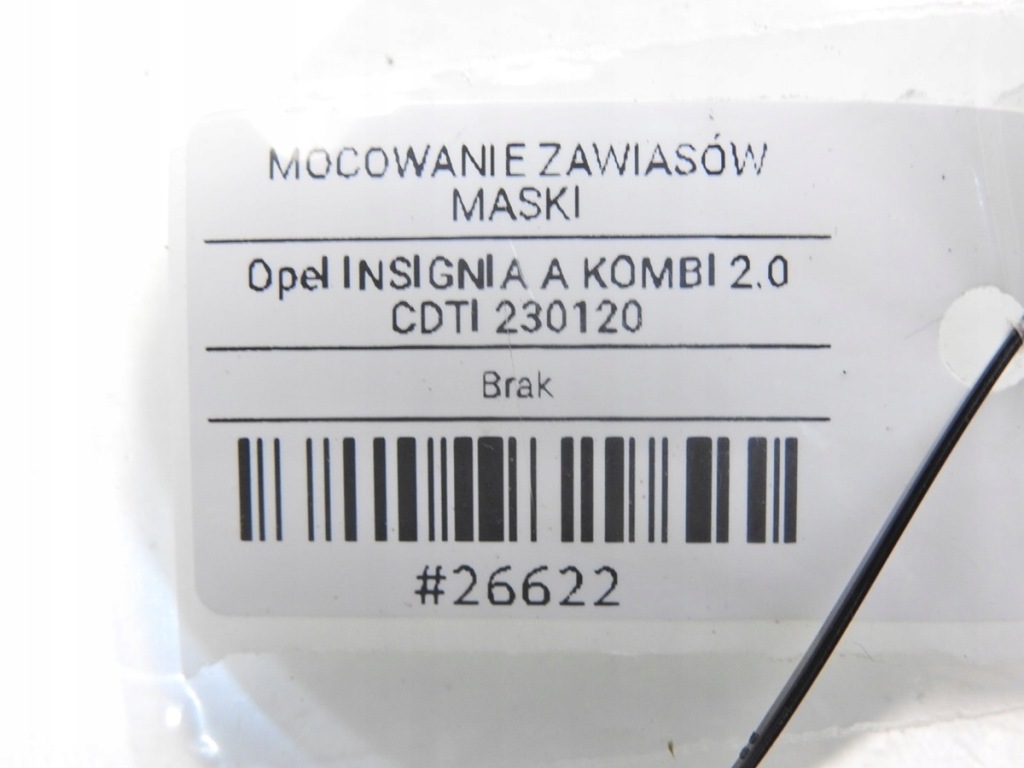 MOCOWANIE ZAWIASÓW
MASKI
Opel INSIGNIA A KOMBI 2.0
CDTI 230120
Brak
#26622